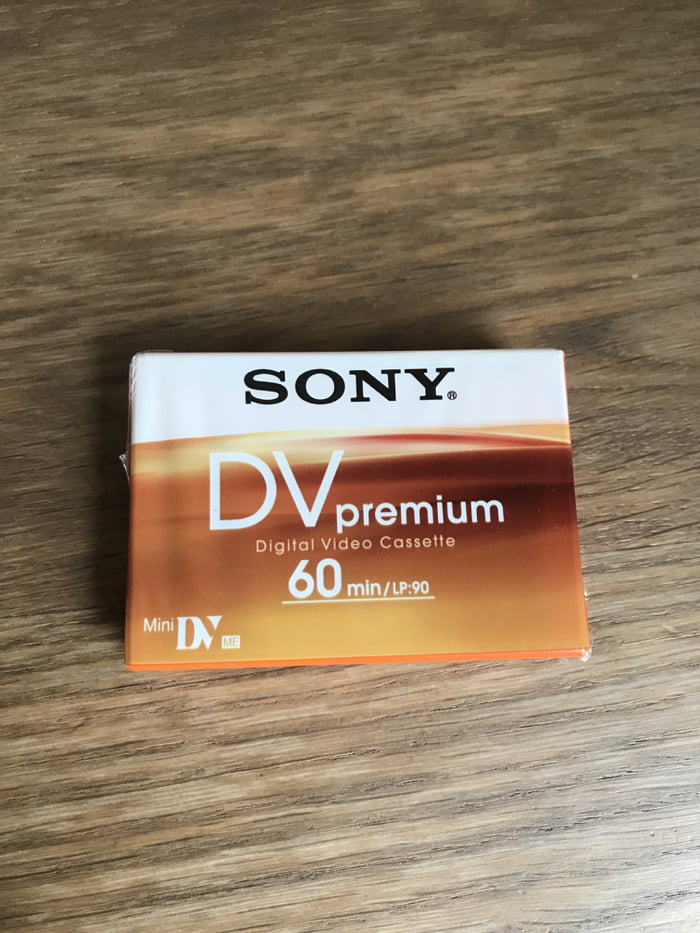 SONY®
DV premium
Digital Video Cassette
60 min/LP:90
Mini DV ME